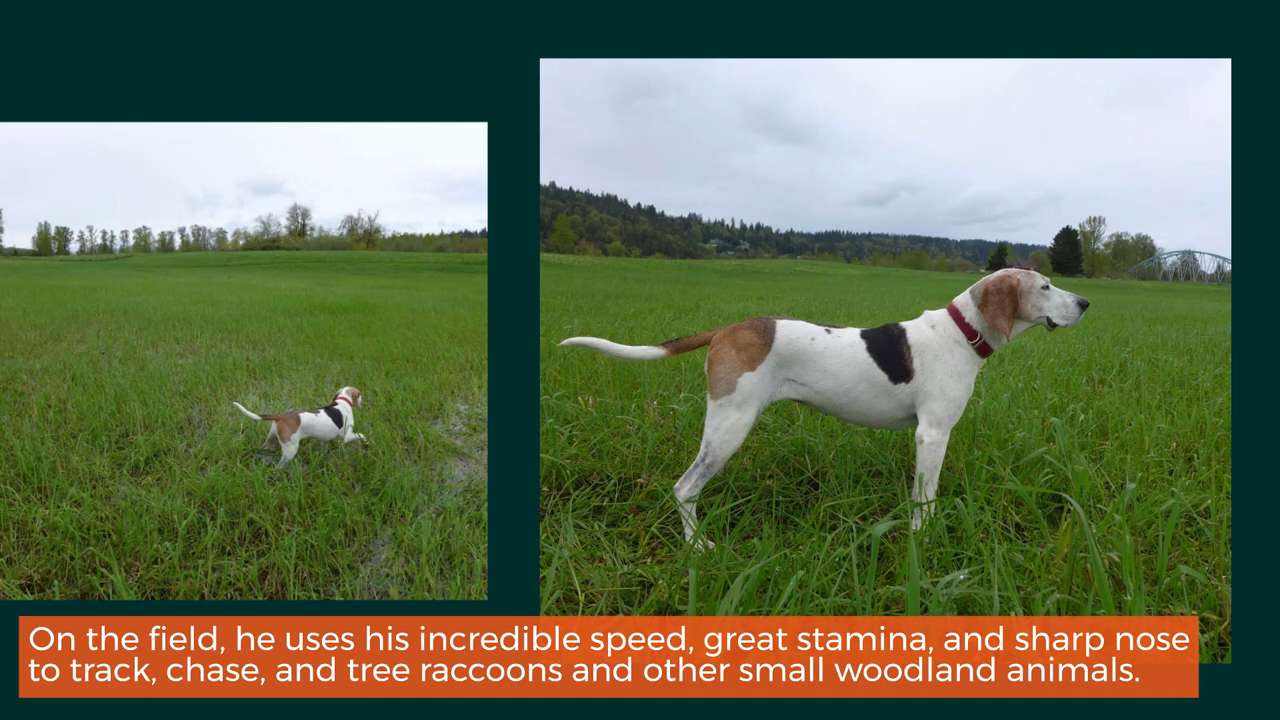 On the field, he uses his incredible speed, great stamina, and sharp nose
to track, chase, and tree raccoons and other small woodland animals.